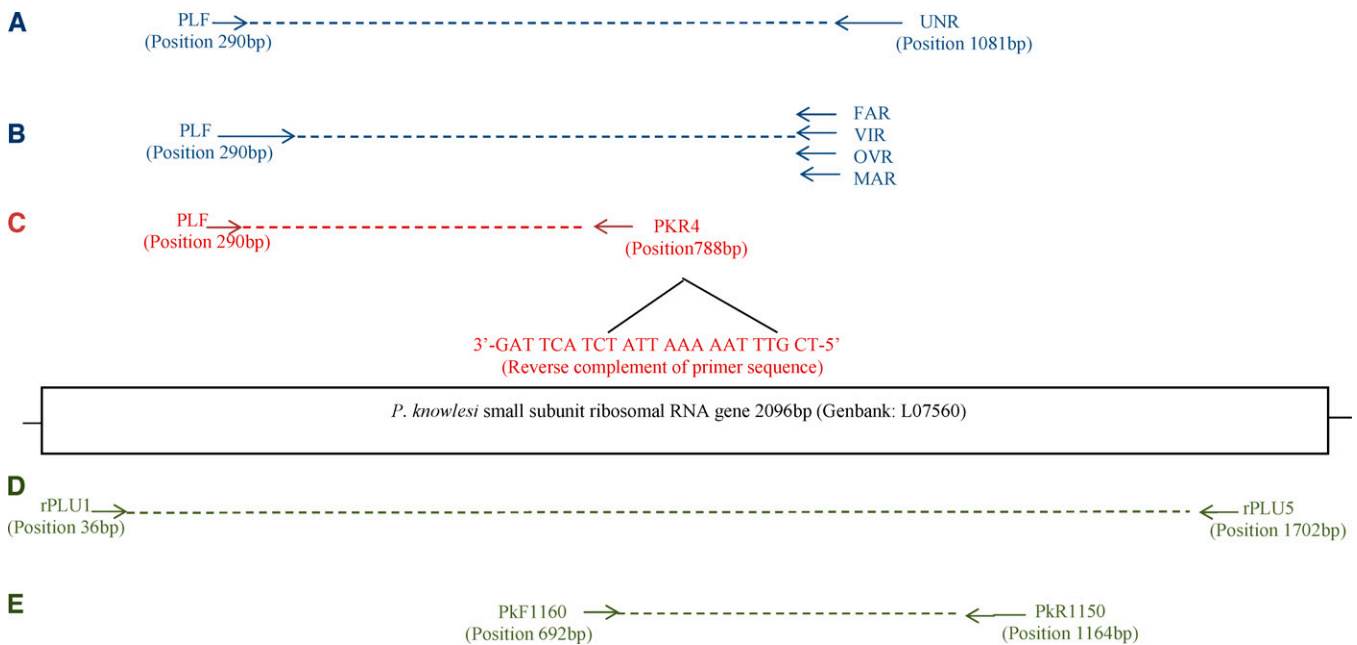 A
PLF
(Position 290bp)
UNR
(Position 1081bp)
B
PLF
(Position 290bp)
FAR
VIR
OVR
MAR
C
PLF
(Position 290bp)
PKR4
(Position788bp)
3’-GAT TCA TCT ATT AAA AAT TTG CT-5’
(Reverse complement of primer sequence)
P. knowlesi small subunit ribosomal RNA gene 2096bp (Genbank: L07560)
D
rPLU1
(Position 36bp)
rPLU5
(Position 1702bp)
E
PkF1160
(Position 692bp)
PkR1150
(Position 1164bp)